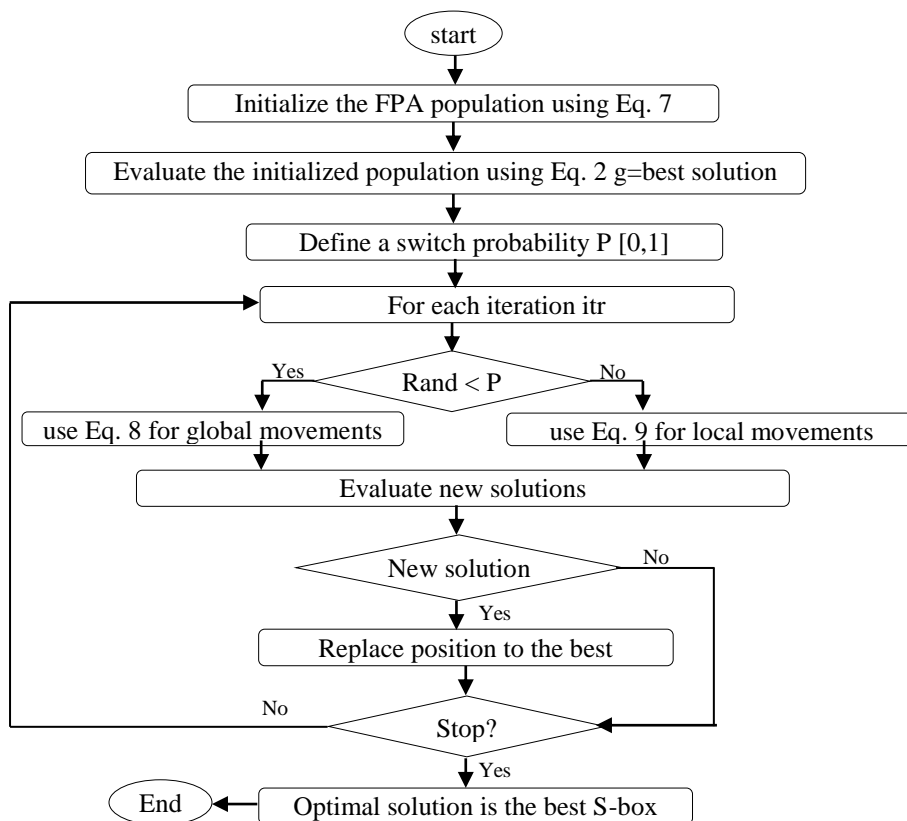 start
Initialize the FPA population using Eq. 7
Evaluate the initialized population using Eq. 2 g=best solution
Define a switch probability P [0,1]
For each iteration itr
Yes
Rand < P
No
use Eq. 8 for global movements
use Eq. 9 for local movements
Evaluate new solutions
New solution
No
Yes
Replace position to the best
No
Stop?
Yes
End
Optimal solution is the best S-box